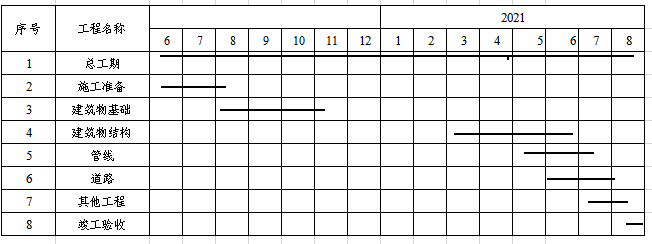 序号 工程名称 2021
6 7 8 9 10 11 12 1 2 3 4 5 6 7 8
1 总工期
2 施工准备
3 建筑物基础
4 建筑物结构
5 管线
6 道路
7 其他工程
8 竣工验收